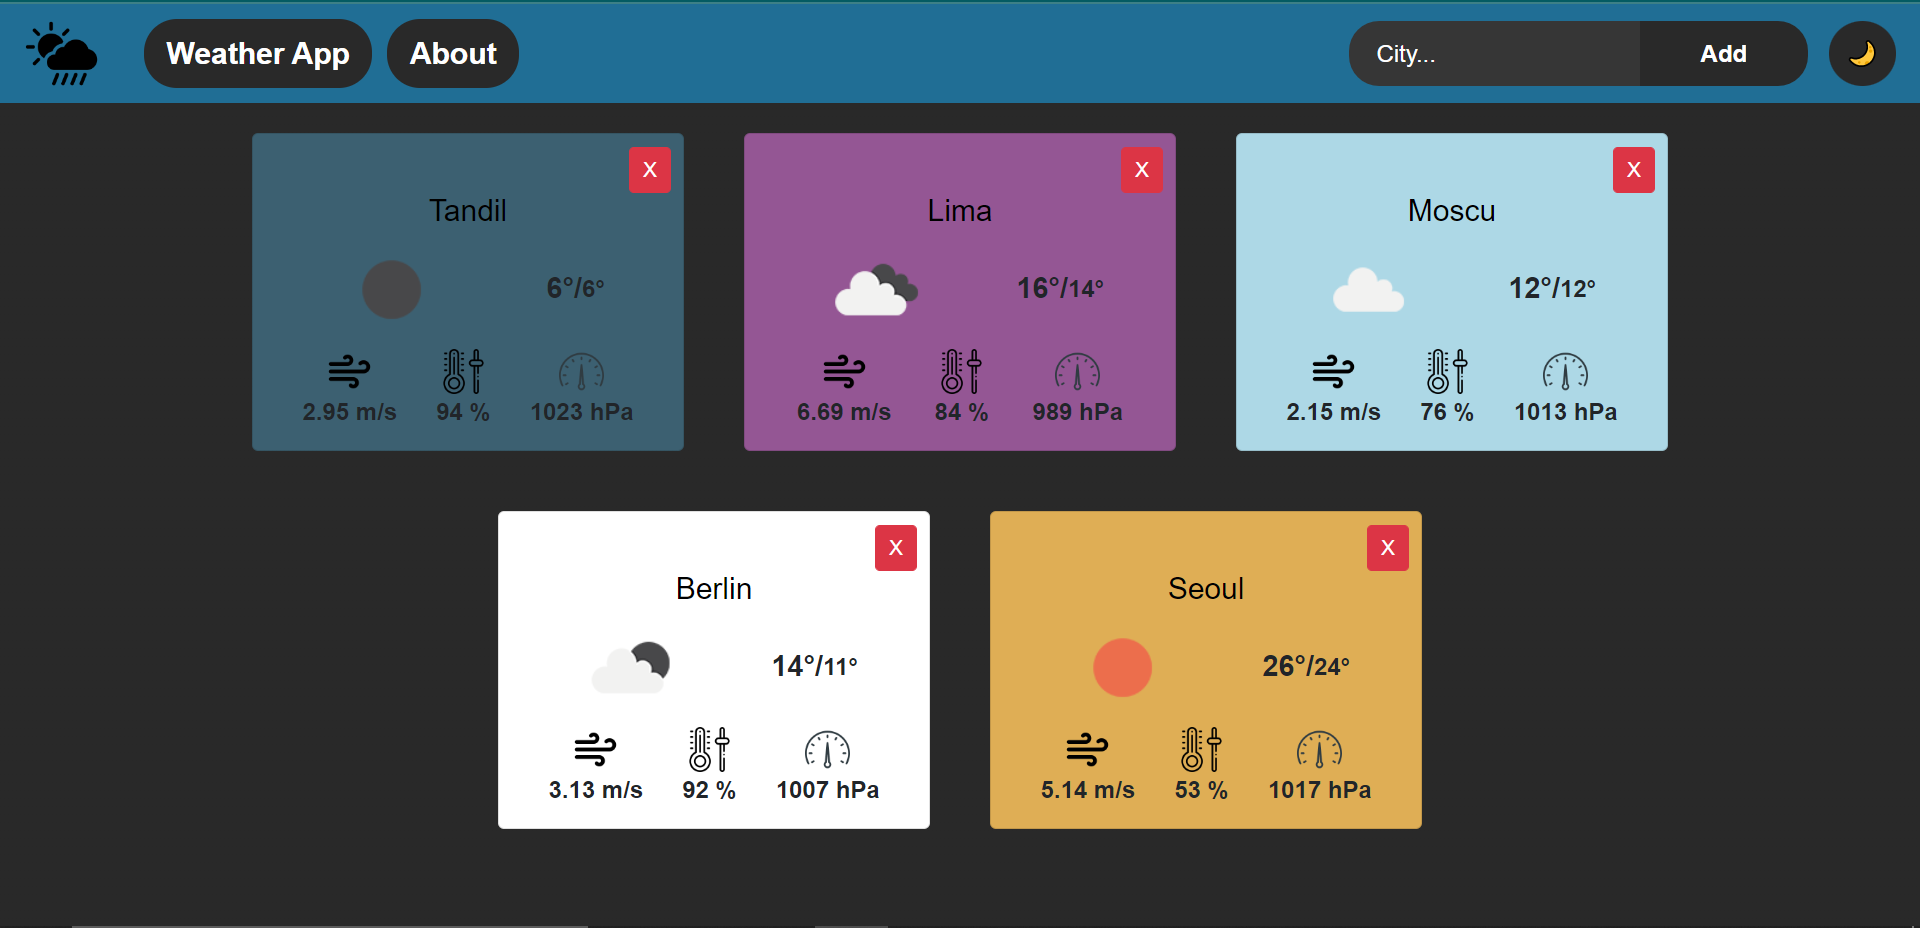 Weather App About City... Add
X X X
Tandil Lima Moscu
6°/6° 16°/14° 12°/12°
2.95 m/s 94 % 1023 hPa 6.69 m/s 84 % 989 hPa 2.15 m/s 76 % 1013 hPa
X X
Berlin Seoul
14°/11° 26°/24°
3.13 m/s 92 % 1007 hPa 5.14 m/s 53 % 1017 hPa